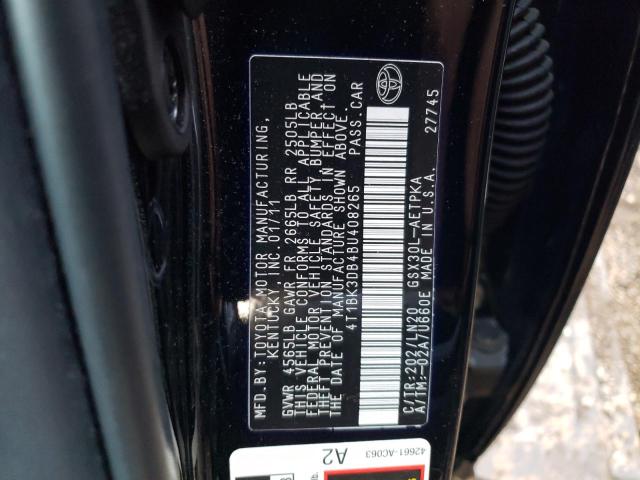 MFD.BY:TOYOTA MOTOR MANUFACTURING,
KENTUCKY, INC. 01/11
GVWR 4565LB GAWR FR 2665LB RR 2505LB
THIS VEHICLE CONFORMS TO ALL APPLICABLE
FEDERAL MOTOR VEHICLE SAFETY, BUMPER, AND
THEFT PREVENTION STANDARDS IN EFFECT ON
THE DATE OF MANUFACTURE SHOWN ABOVE.
4T1BK3DB4BU408265 PASS.CAR
C/TR:202/LN20 GSX30L-AETPKA
A/TM:-02A/U660E MADE IN U.S.A.
27745
42661-AC063
A2